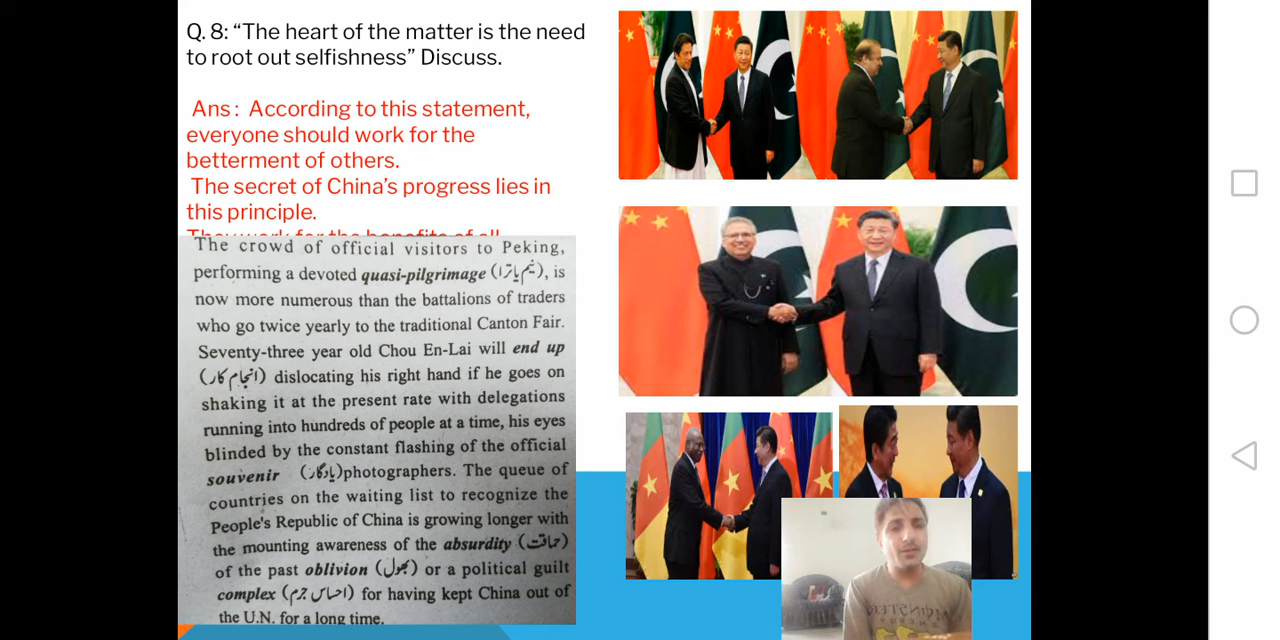 Q. 8: “The heart of the matter is the need
to root out selfishness” Discuss.
Ans : According to this statement,
everyone should work for the
betterment of others.
The secret of China’s progress lies in
this principle.
They work for the benefits of all
The crowd of official visitors to Peking,
performing a devoted quasi-pilgrimage (نیم یاترا), is
now more numerous than the battalions of traders
who go twice yearly to the traditional Canton Fair.
Seventy-three year old Chou En-Lai will end up
(انجام کار) dislocating his right hand if he goes on
shaking it at the present rate with delegations
running into hundreds of people at a time, his eyes
blinded by the constant flashing of the official
souvenir (یادگار)photographers. The queue of
countries on the waiting list to recognize the
People's Republic of China is growing longer with
the mounting awareness of the absurdity (حماقت)
of the past oblivion (بھول) or a political guilt
complex (احساس جرم) for having kept China out of
the U.N. for a long time.